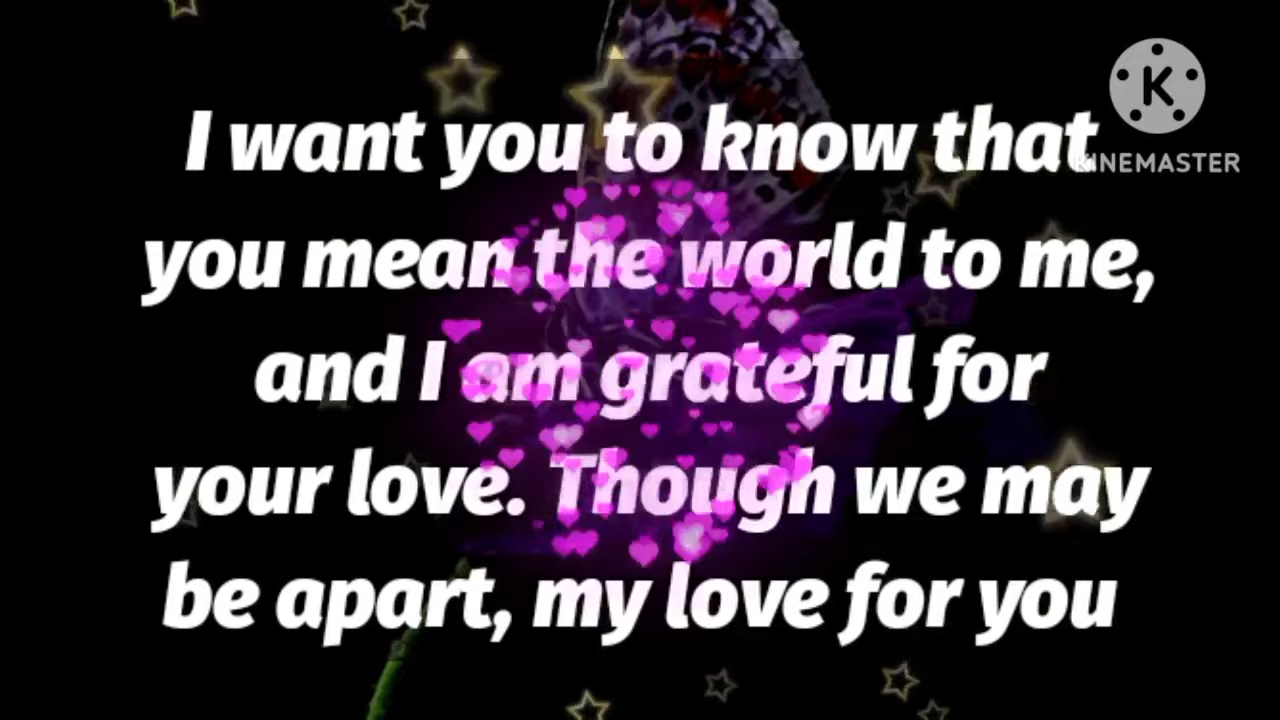 I want you to know that
KINEMASTER
you mean the world to me,
and I am grateful for
your love. Though we may
be apart, my love for you